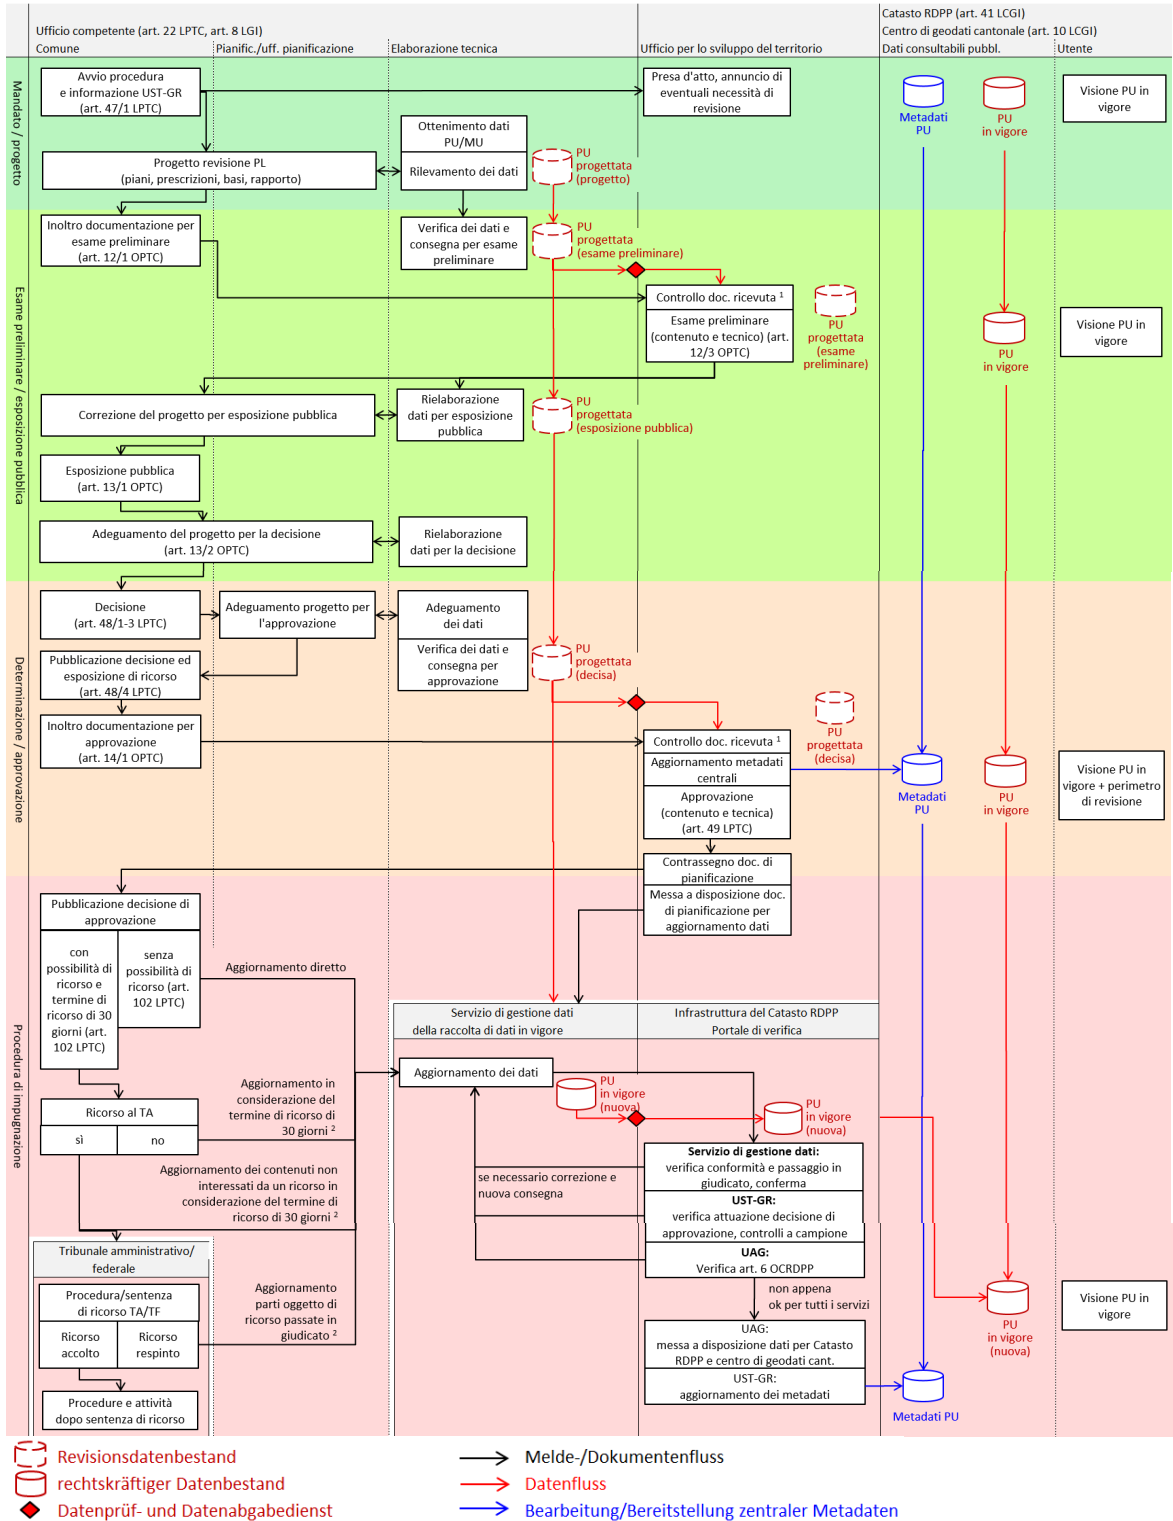 Ufficio competente (art. 22 LPTC, art. 8 LGI)
Catasto RDPP (art. 41 LCGI)
Centro di geodati cantonale (art. 10 LCGI)
Comune
Pianific./uff. pianificazione
Elaborazione tecnica
Ufficio per lo sviluppo del territorio
Dati consultabili pubbl.
Utente
Mandato / progetto
Avvio procedura
e informazione UST-GR
(art. 47/1 LPTC)
Presa d'atto, annuncio di
eventuali necessità di
revisione
Metadati
PU
PU
in vigore
Visione PU in
vigore
Progetto revisione PL
(piani, prescrizioni, basi, rapporto)
Ottenimento dati
PU/MU
Rilevamento dei dati
PU
progettata
(progetto)
Esame preliminare / esposizione pubblica
Inoltro documentazione per
esame preliminare
(art. 12/1 OPTC)
Verifica dei dati e
consegna per esame
preliminare
PU
progettata
(esame preliminare)
Controllo doc. ricevuta 1
Esame preliminare
(contenuto e tecnico) (art.
12/3 OPTC)
PU
progettata
(esame
preliminare)
PU
in vigore
Visione PU in
vigore
Correzione del progetto per esposizione pubblica
Rielaborazione
dati per esposizione
pubblica
PU
progettata
(esposizione pubblica)
Esposizione pubblica
(art. 13/1 OPTC)
Adeguamento del progetto per la decisione
(art. 13/2 OPTC)
Rielaborazione
dati per la decisione
Determinazione / approvazione
Decisione
(art. 48/1-3 LPTC)
Adeguamento progetto per
l'approvazione
Adeguamento
dei dati
Verifica dei dati e
consegna per
approvazione
PU
progettata
(decisa)
Pubblicazione decisione ed
esposizione di ricorso
(art. 48/4 LPTC)
Inoltro documentazione per
approvazione
(art. 14/1 OPTC)
Controllo doc. ricevuta 1
Aggiornamento metadati
centrali
Approvazione
(contenuto e tecnica)
(art. 49 LPTC)
PU
progettata
(decisa)
Metadati
PU
PU
in vigore
Visione PU in
vigore + perimetro
di revisione
Contrassegno doc. di
pianificazione
Messa a disposizione doc.
di pianificazione per
aggiornamento dati
Procedura di impugnazione
Pubblicazione decisione di
approvazione
con
possibilità di
ricorso e
termine di
ricorso di 30
giorni (art.
102 LPTC)
senza
possibilità di
ricorso (art.
102 LPTC)
Aggiornamento diretto
Servizio di gestione dati
della raccolta di dati in vigore
Infrastruttura del Catasto RDPP
Portale di verifica
Aggiornamento dei dati
PU
in vigore
(nuova)
PU
in vigore
(nuova)
Aggiornamento in
considerazione del
termine di ricorso di
30 giorni 2
Ricorso al TA
sì
no
Servizio di gestione dati:
verifica conformità e passaggio in
giudicato, conferma
se necessario correzione e
nuova consegna
UST-GR:
verifica attuazione decisione di
approvazione, controlli a campione
UAG:
Verifica art. 6 OCRDPP
Aggiornamento dei contenuti non
interessati da un ricorso in
considerazione del termine di
ricorso di 30 giorni 2
Tribunale amministrativo/
federale
Procedura/sentenza
di ricorso TA/TF
Ricorso
accolto
Ricorso
respinto
Procedure e attività
dopo sentenza di ricorso
Aggiornamento
parti oggetto di
ricorso passate in
giudicato 2
non appena
ok per tutti i servizi
UAG:
messa a disposizione dati per Catasto
RDPP e centro di geodati cant.
UST-GR:
aggiornamento dei metadati
Metadati PU
PU
in vigore
(nuova)
Visione PU in
vigore
Revisionsdatenbestand
rechtskräftiger Datenbestand
Datenprüf- und Datenabgabedienst
Melde-/Dokumentenfluss
Datenfluss
Bearbeitung/Bereitstellung zentraler Metadaten